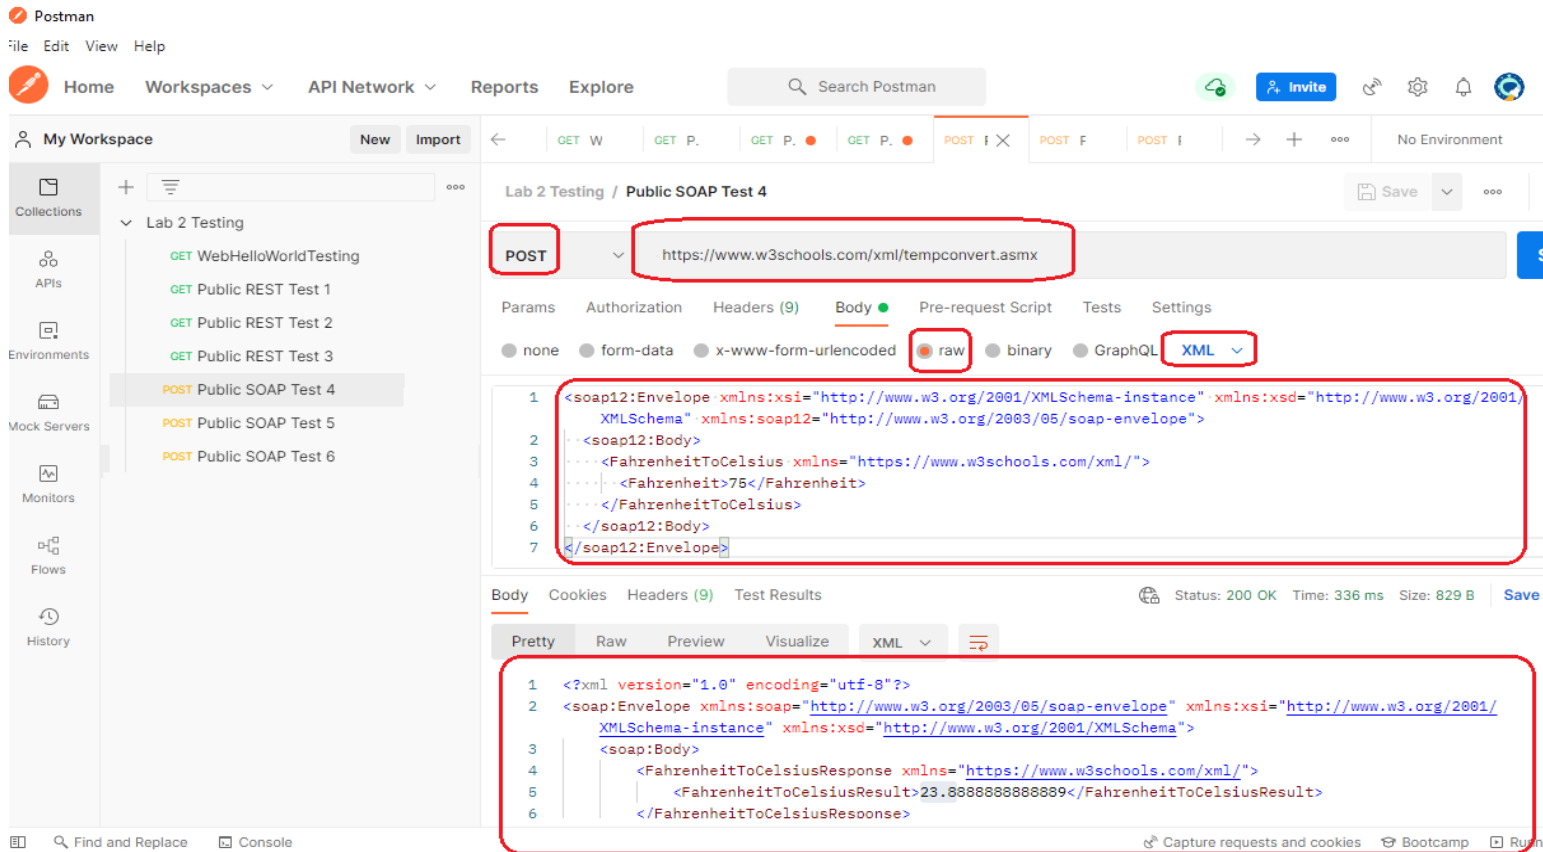 Postman
File Edit View Help
Home Workspaces API Network Reports Explore Search Postman Invite
My Workspace New Import GET W GET P. GET P. GET P. POST POST F POST No Environment
Collections
APIs
Environments
Mock Servers
Monitors
Flows
History
Lab 2 Testing
GET WebHelloWorldTesting
GET Public REST Test 1
GET Public REST Test 2
GET Public REST Test 3
POST Public SOAP Test 4
POST Public SOAP Test 5
POST Public SOAP Test 6
Lab 2 Testing / Public SOAP Test 4 Save
POST https://www.w3schools.com/xml/tempconvert.asmx S
Params Authorization Headers (9) Body Pre-request Script Tests Settings
none form-data x-www-form-urlencoded raw binary GraphQL XML
1 <soap12:Envelope xmlns:xsi="http://www.w3.org/2001/XMLSchema-instance" xmlns:xsd="http://www.w3.org/2001/
XMLSchema" xmlns:soap12="http://www.w3.org/2003/05/soap-envelope">
2 <soap12:Body>
3 <FahrenheitToCelsius xmlns="https://www.w3schools.com/xml/">
4 <Fahrenheit>75</Fahrenheit>
5 </FahrenheitToCelsius>
6 </soap12:Body>
7 </soap12:Envelope>
Body Cookies Headers (9) Test Results Status: 200 OK Time: 336 ms Size: 829 B Save
Pretty Raw Preview Visualize XML
1 <?xml version="1.0" encoding="utf-8"?>
2 <soap:Envelope xmlns:soap="http://www.w3.org/2003/05/soap-envelope" xmlns:xsi="http://www.w3.org/2001/
XMLSchema-instance" xmlns:xsd="http://www.w3.org/2001/XMLSchema">
3 <soap:Body>
4 <FahrenheitToCelsiusResponse xmlns="https://www.w3schools.com/xml/">
5 <FahrenheitToCelsiusResult>23.8888888888889</FahrenheitToCelsiusResult>
6 </FahrenheitToCelsiusResponse>
Find and Replace Console Capture requests and cookies Bootcamp